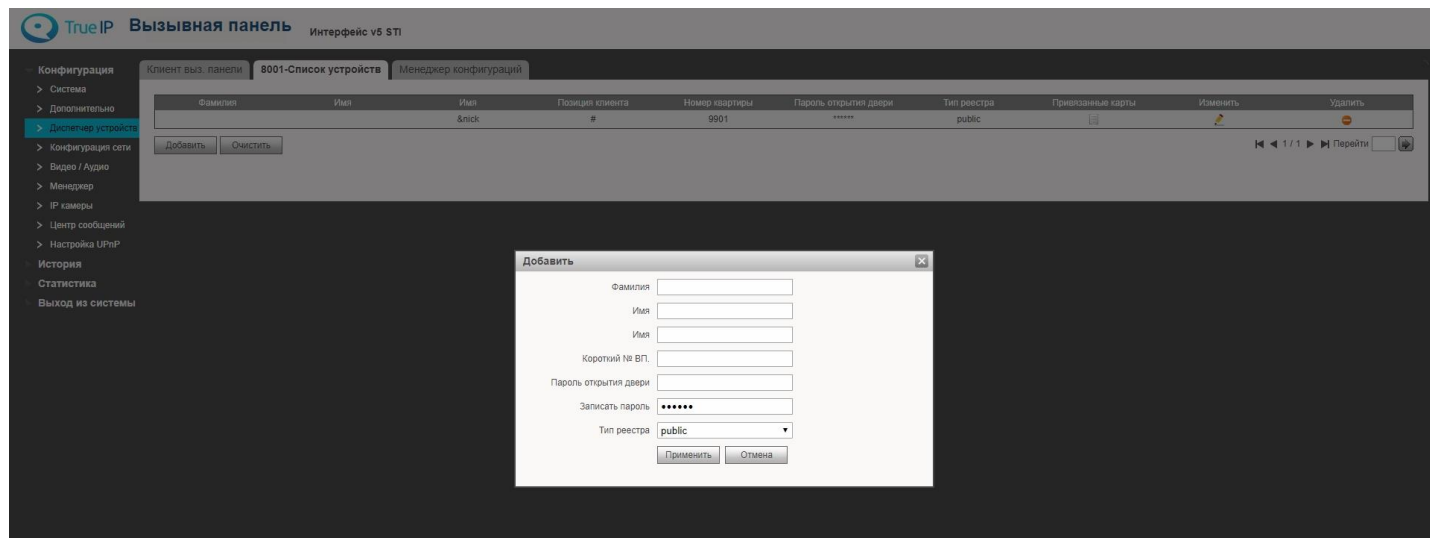 True IP Вызывная панель Интерфейс v5 STI
Конфигурация
> Система
> Дополнительно
> Диспетчер устройств
> Конфигурация сети
> Видео / Аудио
> Менеджер
> IP камеры
> Центр сообщений
> Настройка UPnP
История
Статистика
Выход из системы
Клиент выз. панели 8001-Список устройств Менеджер конфигураций
Фамилия Имя Имя Позиция клиента Номер квартиры Пароль открытия двери Тип реестра Привязанные карты Изменить Удалить
&nick # 9901 ****** public
Добавить Очистить 1 / 1 Перейти
Добавить
Фамилия
Имя
Имя
Короткий № ВП.
Пароль открытия двери
Записать пароль ••••••
Тип реестра public
Применить Отмена